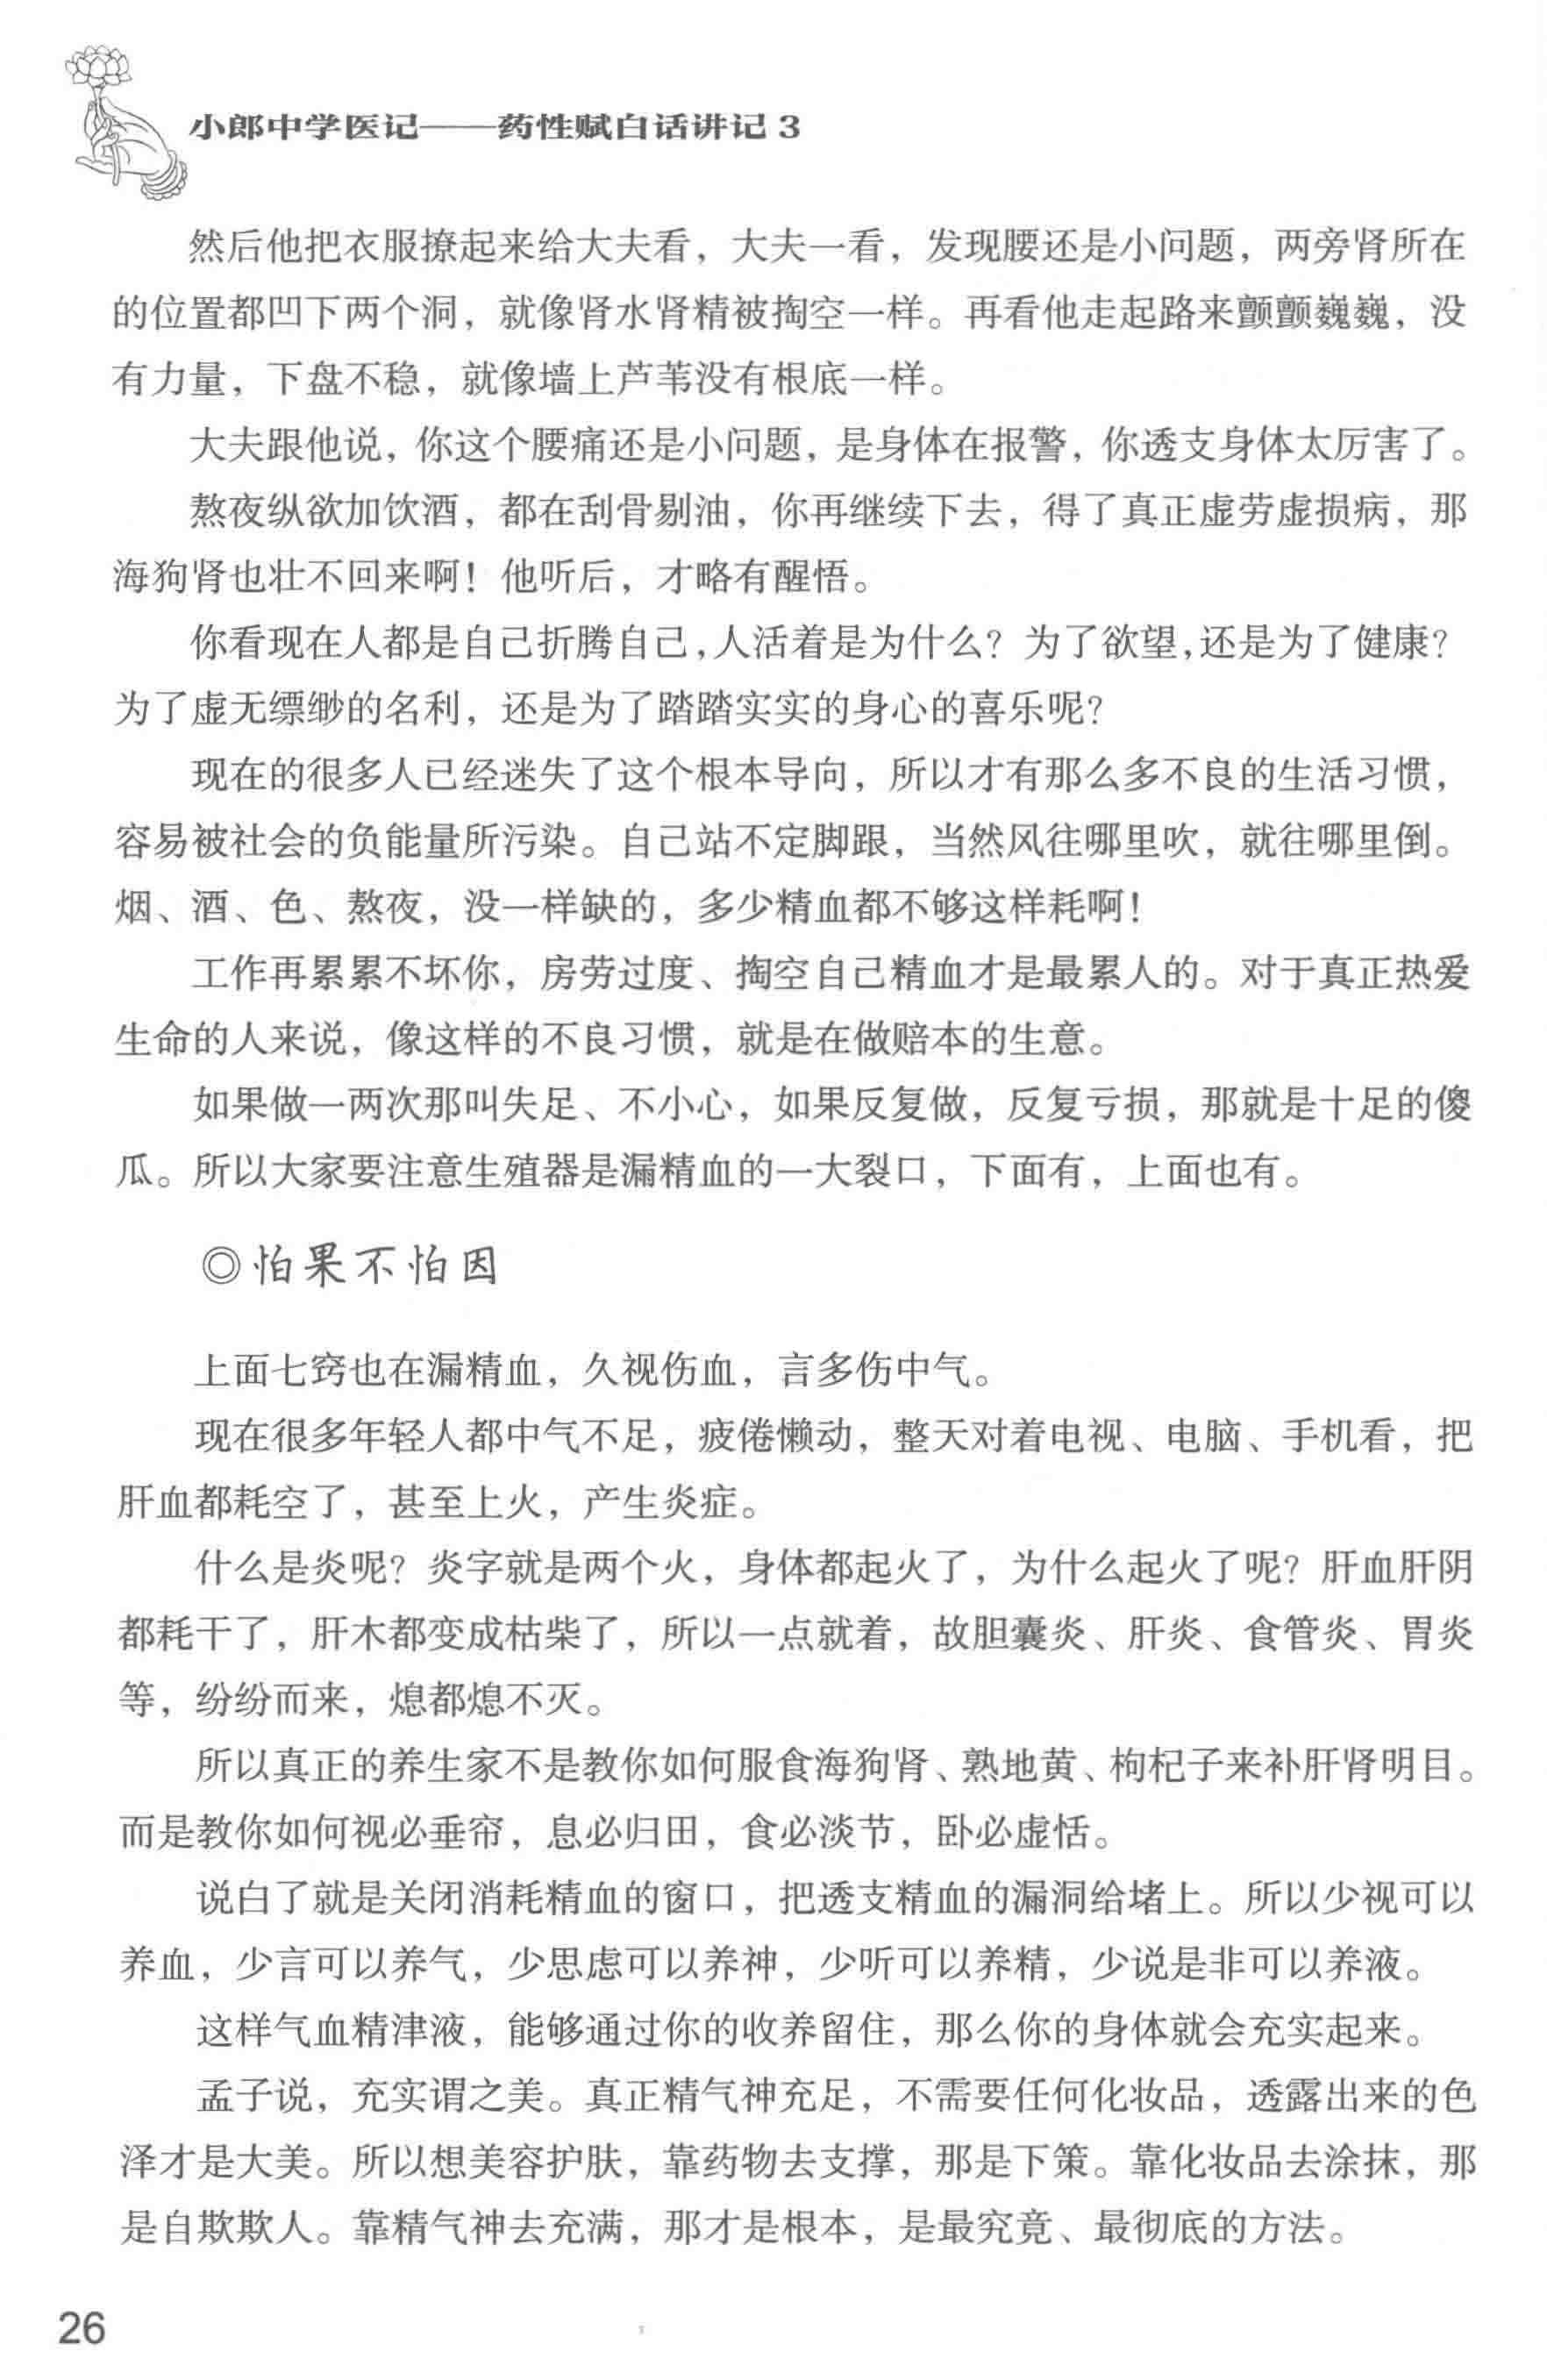 小郎中学医记——药性赋白话讲记3
然后他把衣服撩起来给大夫看，大夫一看，发现腰还是小问题，两旁肾所在
的位置都凹下两个洞，就像肾水肾精被掏空一样。再看他走起路来颤颤巍巍，没
有力量，下盘不稳，就像墙上芦苇没有根底一样。
大夫跟他说，你这个腰痛还是小问题，是身体在报警，你透支身体太厉害了。
熬夜纵欲加饮酒，都在刮骨剔油，你再继续下去，得了真正虚劳虚损病，那
海狗肾也壮不回来啊！他听后，才略有醒悟。
你看现在人都是自己折腾自己,人活着是为什么？为了欲望,还是为了健康？
为了虚无缥缈的名利，还是为了踏踏实实的身心的喜乐呢？
现在的很多人已经迷失了这个根本导向，所以才有那么多不良的生活习惯，
容易被社会的负能量所污染。自己站不定脚跟，当然风往哪里吹，就往哪里倒。
烟、酒、色、熬夜，没一样缺的，多少精血都不够这样耗啊！
工作再累累不坏你，房劳过度、掏空自己精血才是最累人的。对于真正热爱
生命的人来说，像这样的不良习惯，就是在做赔本的生意。
如果做一两次那叫失足、不小心，如果反复做，反复亏损，那就是十足的傻
瓜。所以大家要注意生殖器是漏精血的一大裂口，下面有，上面也有。
◎怕果不怕因
上面七窍也在漏精血，久视伤血，言多伤中气。
现在很多年轻人都中气不足，疲倦懒动，整天对着电视、电脑、手机看，把
肝血都耗空了，甚至上火，产生炎症。
什么是炎呢？炎字就是两个火，身体都起火了，为什么起火了呢？肝血肝阴
都耗干了，肝木都变成枯柴了，所以一点就着，故胆囊炎、肝炎、食管炎、胃炎
等，纷纷而来，熄都熄不灭。
所以真正的养生家不是教你如何服食海狗肾、熟地黄、枸杞子来补肝肾明目。
而是教你如何视必垂帘，息必归田，食必淡节，卧必虚恬。
说白了就是关闭消耗精血的窗口，把透支精血的漏洞给堵上。所以少视可以
养血，少言可以养气，少思虑可以养神，少听可以养精，少说是非可以养液。
这样气血精津液，能够通过你的收养留住，那么你的身体就会充实起来。
孟子说，充实谓之美。真正精气神充足，不需要任何化妆品，透露出来的色
泽才是大美。所以想美容护肤，靠药物去支撑，那是下策。靠化妆品去涂抹，那
是自欺欺人。靠精气神去充满，那才是根本，是最究竟、最彻底的方法。
26